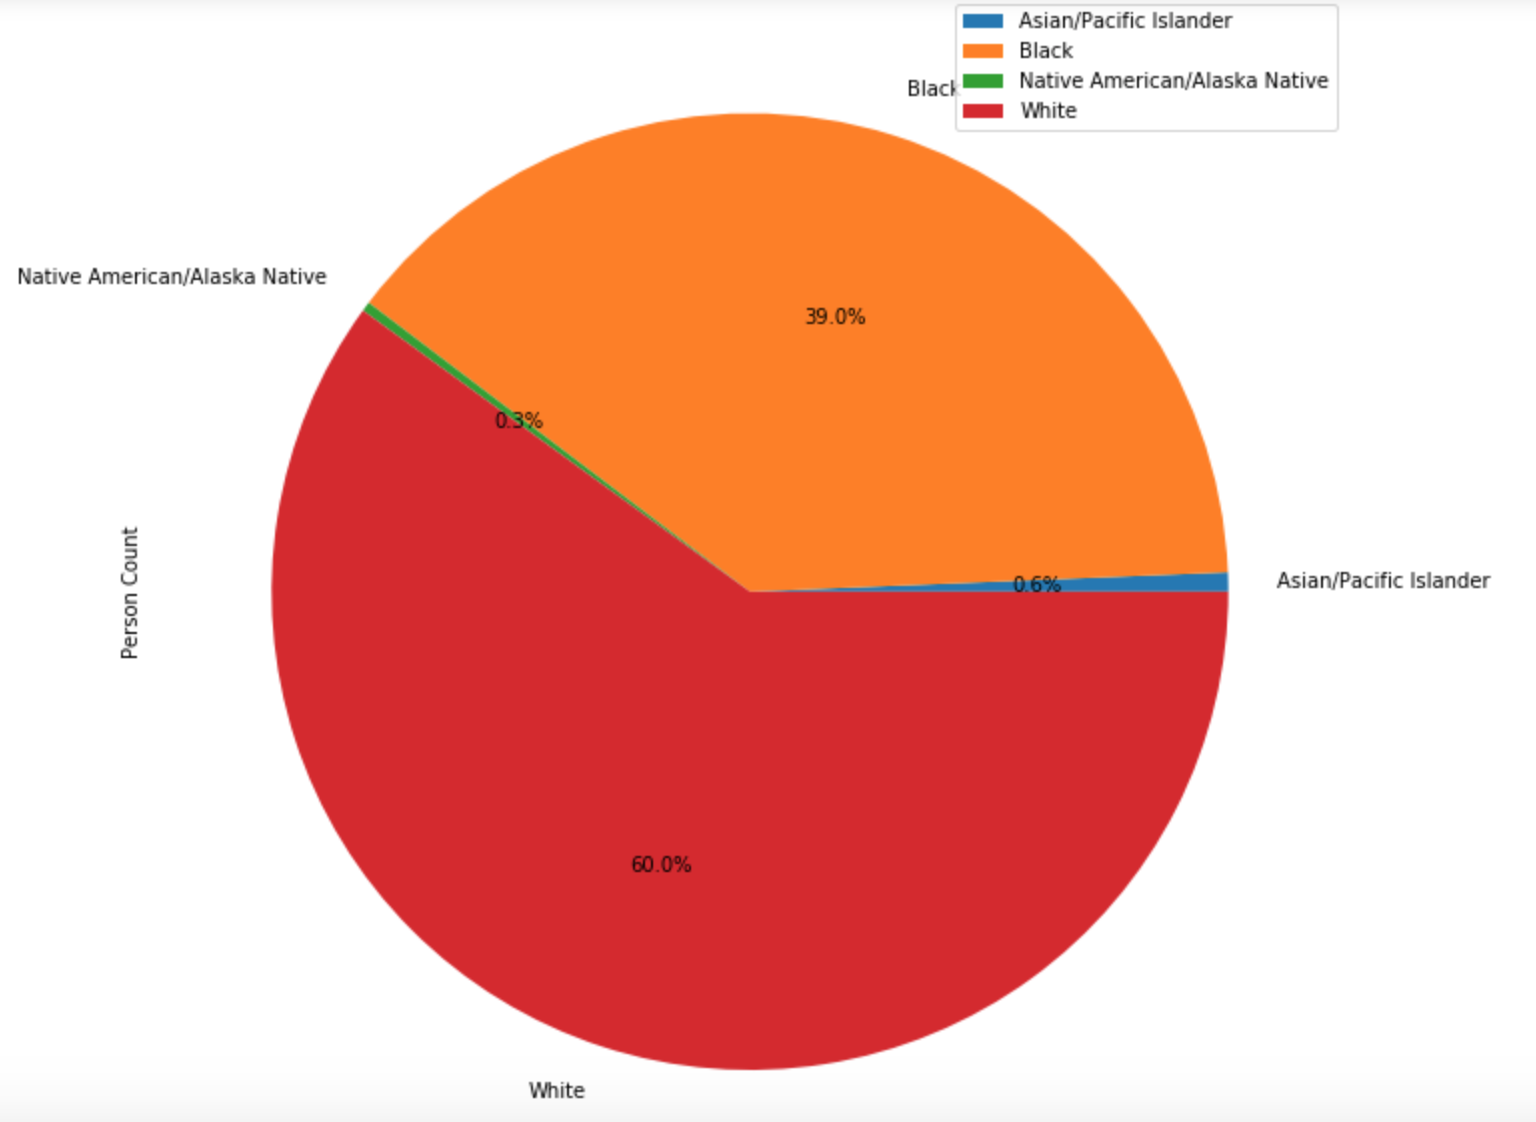 Asian/Pacific Islander
Black
Native American/Alaska Native
White
Black
Native American/Alaska Native
39.0%
0.3%
Person Count
0.6%
Asian/Pacific Islander
60.0%
White